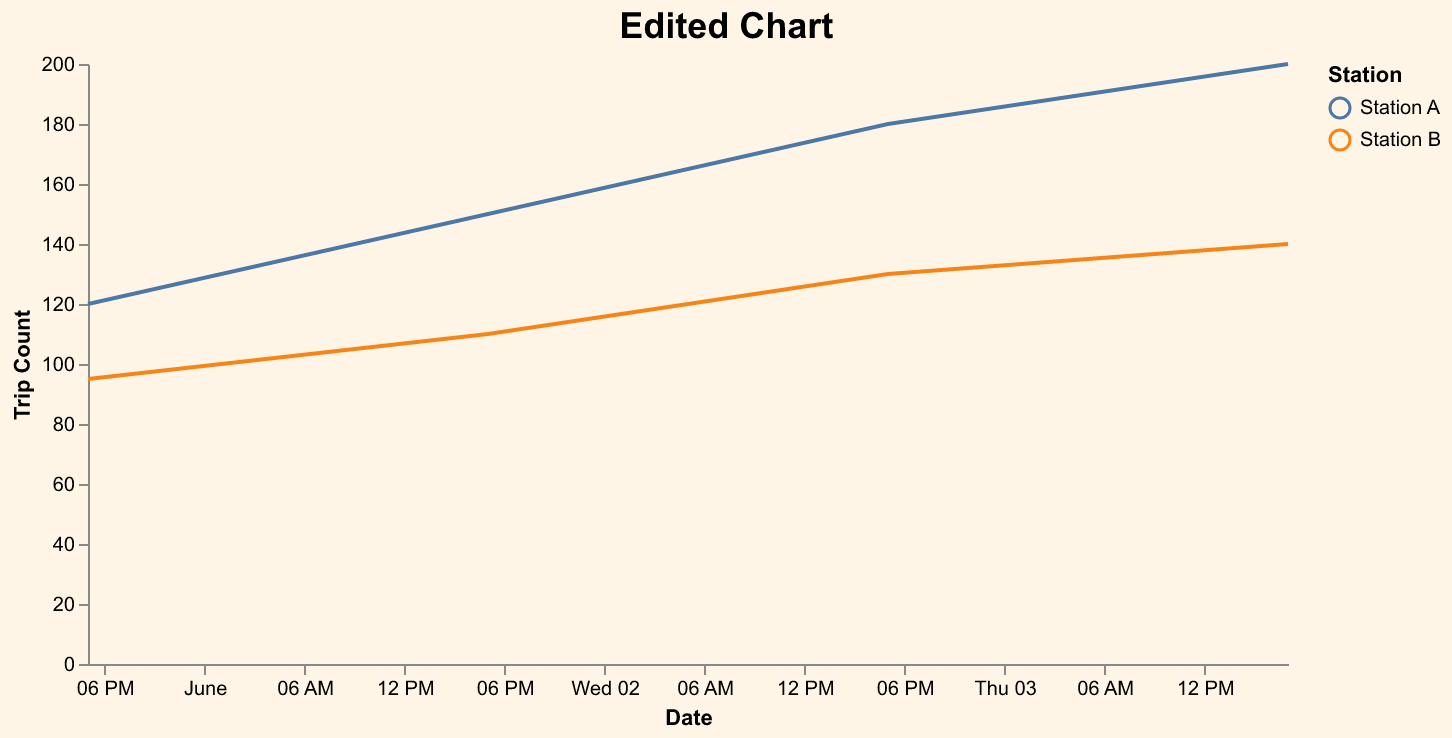 Edited Chart
Station
Station A
Station B
Trip Count
200
180
160
140
120
100
80
60
40
20
0
06 PM June 06 AM 12 PM 06 PM Wed 02 06 AM 12 PM 06 PM Thu 03 06 AM 12 PM
Date